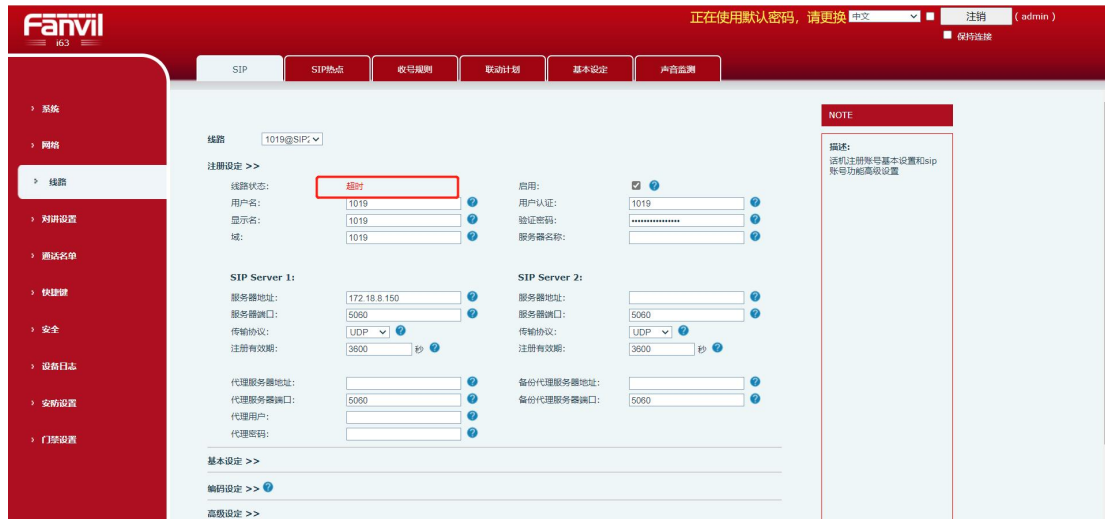 Fanvil
i63
正在使用默认密码，请更换 中文 注销 ( admin )
保持连接
SIP SIP热点 收号规则 联动计划 基本设定 声音监测
› 系统
› 网络
› 线路
› 对讲设置
› 通话名单
› 快捷键
› 安全
› 设备日志
› 安防设置
› 门禁设置
线路 1019@SIP:
注册设定 >>
线路状态: 超时 启用:
用户名: 1019 用户认证: 1019
显示名: 1019 验证密码: ••••••••••••••••
域: 1019 服务器名称:
SIP Server 1: SIP Server 2:
服务器地址: 172.18.8.150 服务器地址:
服务器端口: 5060 服务器端口: 5060
传输协议: UDP 传输协议: UDP
注册有效期: 3600 秒 注册有效期: 3600 秒
代理服务器地址: 备份代理服务器地址:
代理服务器端口: 5060 备份代理服务器端口: 5060
代理用户:
代理密码:
基本设定 >>
编码设定 >>
高级设定 >>
NOTE
描述:
话机注册账号基本设置和sip
账号功能高级设置